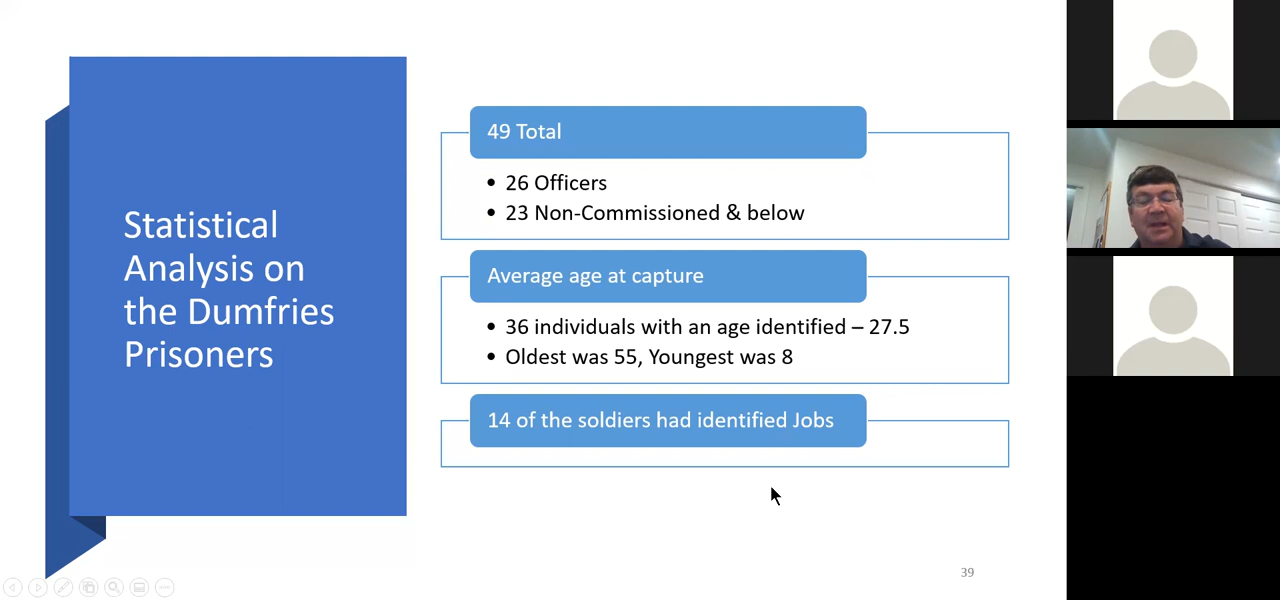 Statistical
Analysis on
the Dumfries
Prisoners
49 Total
• 26 Officers
• 23 Non-Commissioned & below
Average age at capture
• 36 individuals with an age identified – 27.5
• Oldest was 55, Youngest was 8
14 of the soldiers had identified Jobs
39